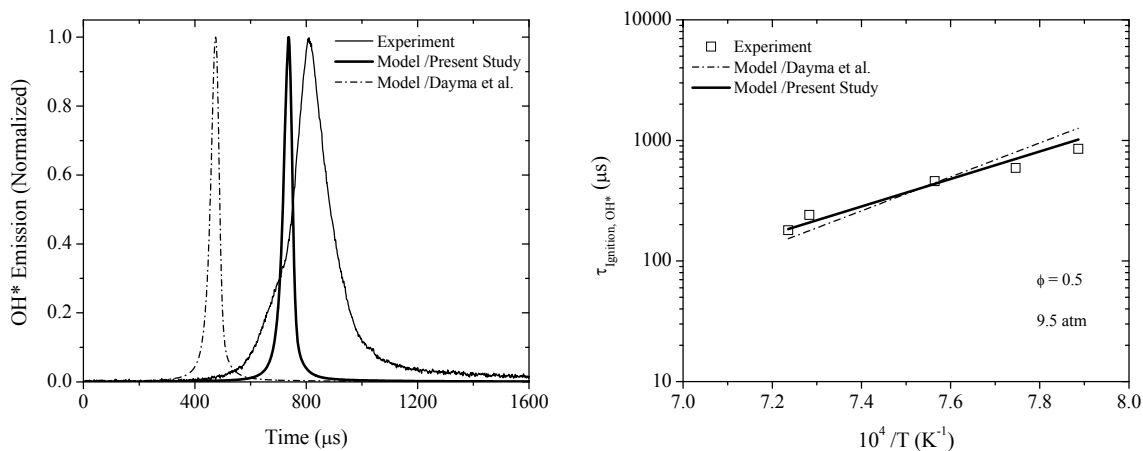 OH* Emission (Normalized)
1.0
0.8
0.6
0.4
0.2
0.0
Experiment
Model /Present Study
Model /Dayma et al.
0 400 800 1200 1600
Time (μs)
τIgnition, OH* (μs)
1000
1000
100
10
Experiment
Model /Dayma et al.
Model /Present Study
ϕ = 0.5
9.5 atm
7.0 7.2 7.4 7.6 7.8 8.0
10⁴ /T (K⁻¹)